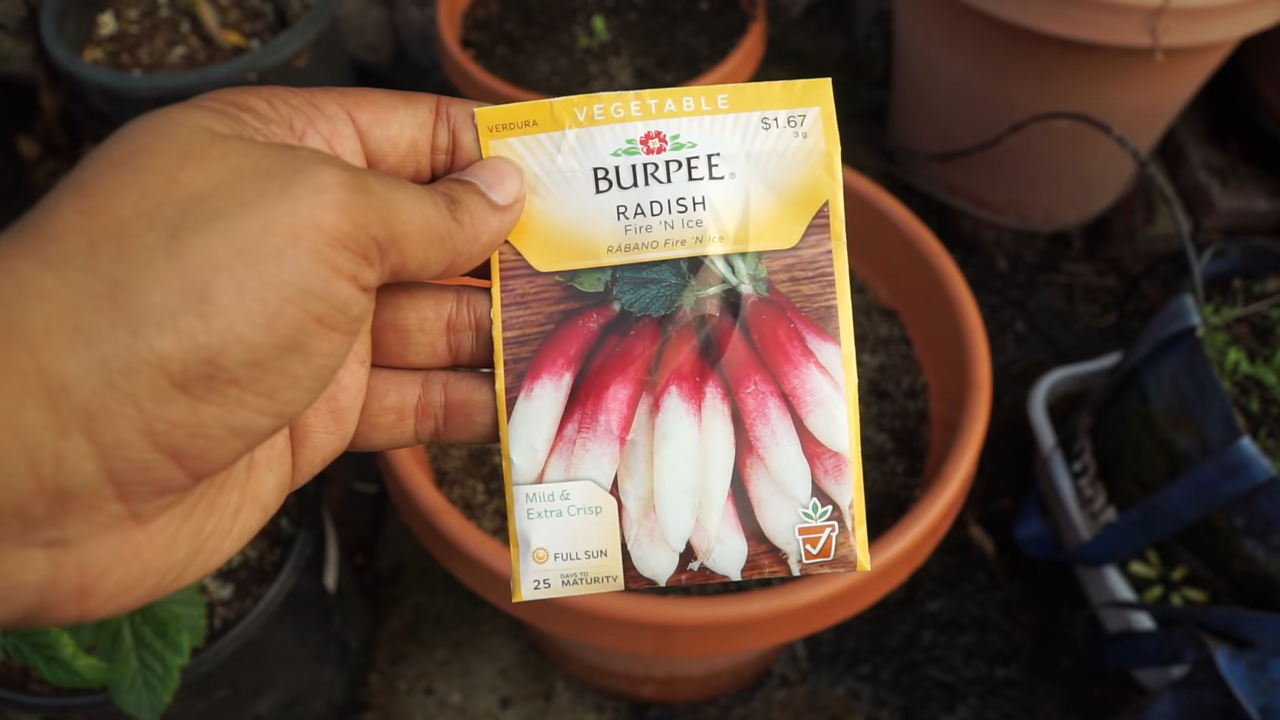 VEGETABLE
VERDURA
$1.67
3 g
BURPEE®
RADISH
Fire 'N Ice
RÁBANO Fire 'N Ice
Mild &
Extra Crisp
FULL SUN
25 DAYS TO MATURITY